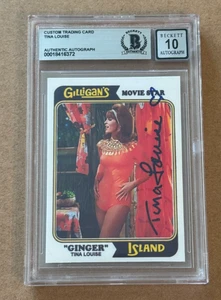 CUSTOM TRADING CARD
TINA LOUISE
AUTHENTIC AUTOGRAPH
00019416372
BECKETT
10
AUTOGRAPH
GILLIGAN'S MOVIE STAR
Tina Louise
"GINGER" ISLAND
TINA LOUISE